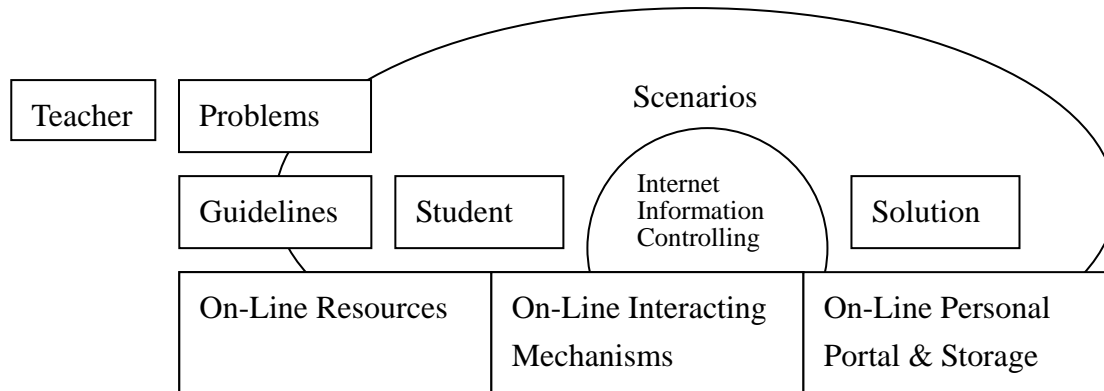 Scenarios
Teacher
Problems
Guidelines
Student
Internet
Information
Controlling
Solution
On-Line Resources
On-Line Interacting
Mechanisms
On-Line Personal
Portal & Storage